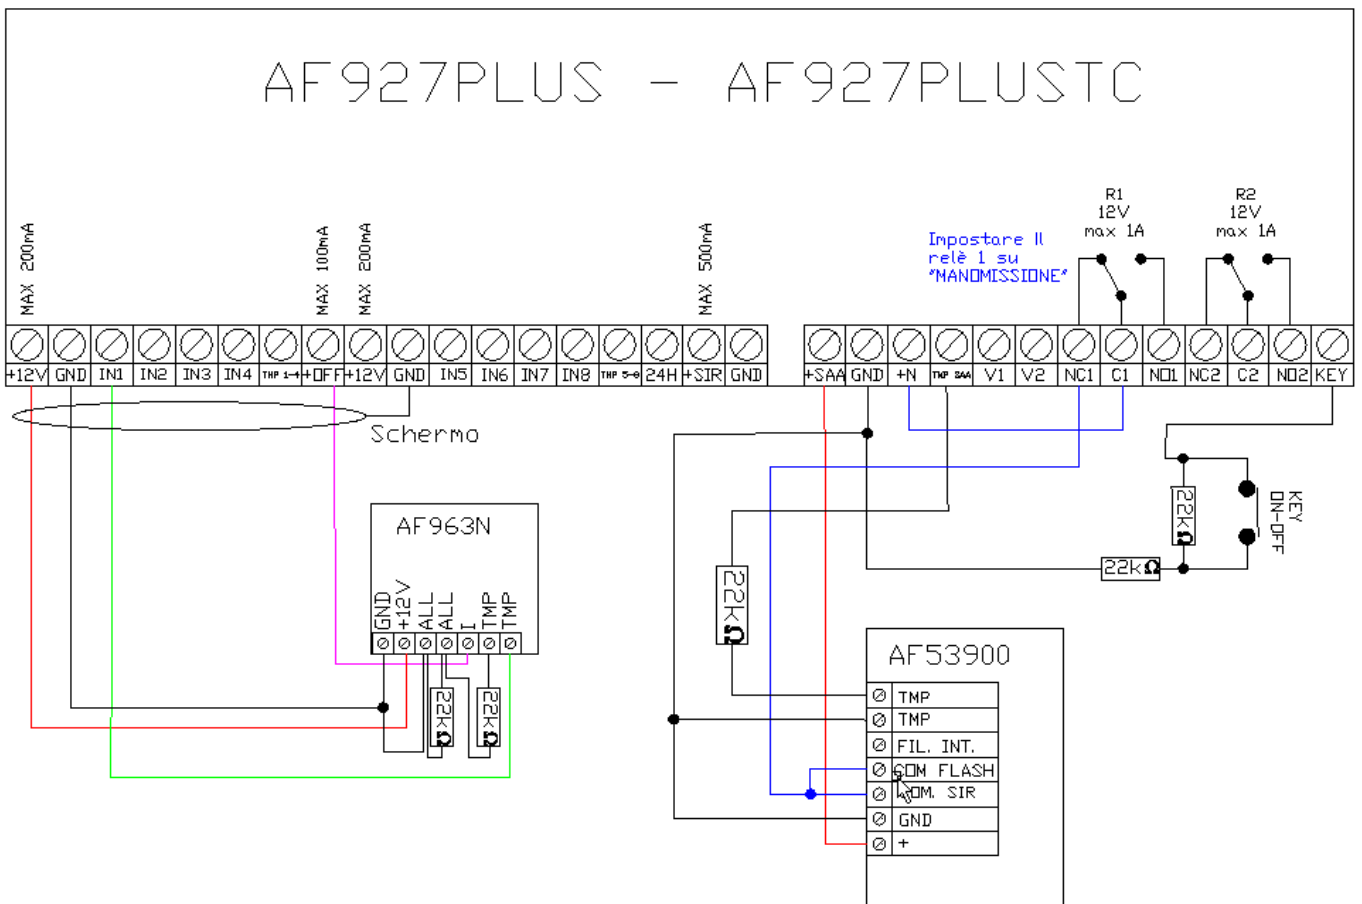 AF927PLUS - AF927PLUSTC
MAX 200mA
MAX 100mA
MAX 200mA
MAX 500mA
Impostare Il
relè 1 su
"MANOMISSIONE"
R1
12V
max 1A
R2
12V
max 1A
+12V GND IN1 IN2 IN3 IN4 TMP 1-4 +OFF +12V GND IN5 IN6 IN7 IN8 TMP 5-8 24H +SIR GND
+SAA GND +N TMP SAA V1 V2 NC1 C1 NO1 NC2 C2 NO2 KEY
Schermo
AF963N
GND
+12V
ALL
ALL
I
TMP
TMP
22kΩ
22kΩ
22kΩ
22kΩ
22kΩ
KEY
ON-OFF
AF53900
TMP
TMP
FIL. INT.
COM FLASH
COM. SIR
GND
+